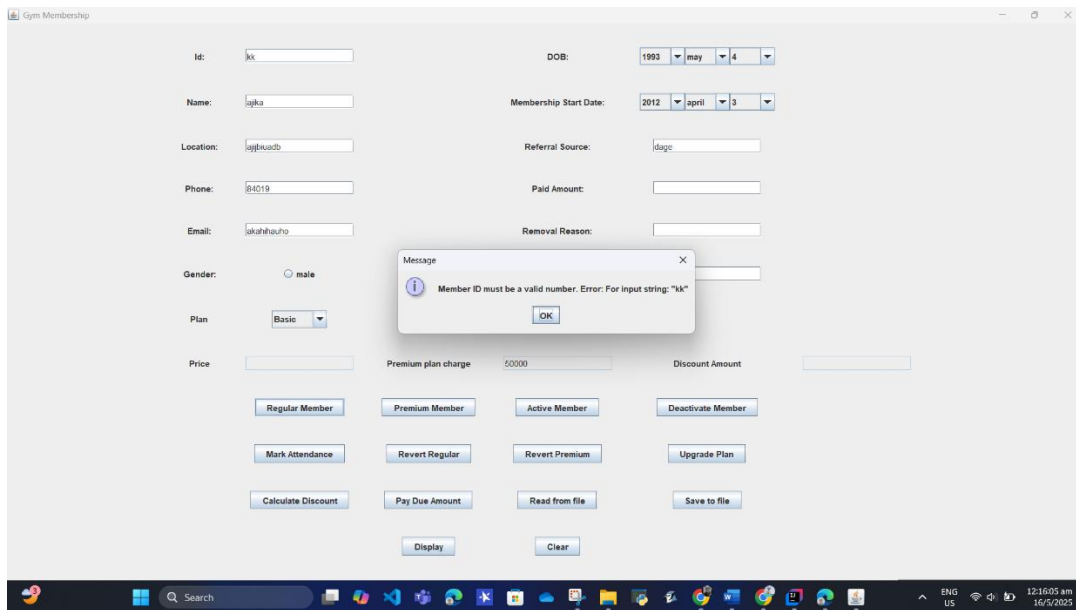 Gym Membership
Id: kk DOB: 1993 may 4
Name: ajika Membership Start Date: 2012 april 3
Location: ajijbiuadb Referral Source: dage
Phone: 84019 Paid Amount:
Email: akahihauho Removal Reason:
Message
Gender: male
Member ID must be a valid number. Error: For input string: "kk"
OK
Plan Basic
Price Premium plan charge 50000 Discount Amount
Regular Member Premium Member Active Member Deactivate Member
Mark Attendance Revert Regular Revert Premium Upgrade Plan
Calculate Discount Pay Due Amount Read from file Save to file
Display Clear
Search ENG 12:16:05 am
US 16/5/2025